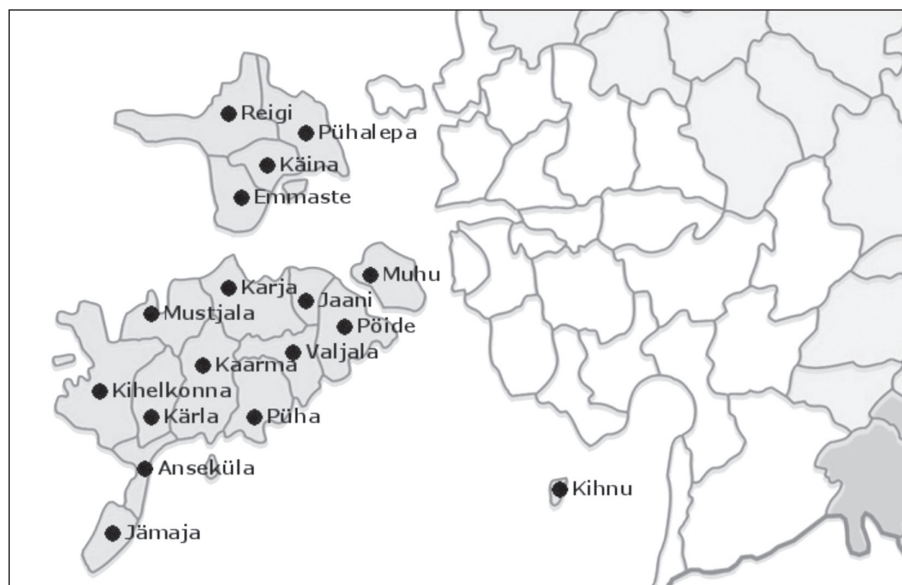 Reigi
Pühalepa
Käina
Emmaste
Muhu
Karja
Jaani
Mustjala
Pöide
Valjala
Kaarma
Kihelkonna
Kärla
Püha
Anseküla
Kihnu
Jämaja